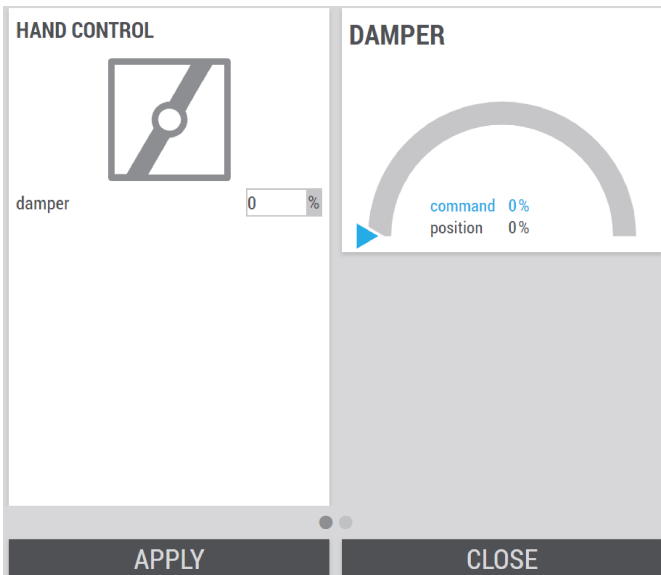 HAND CONTROL
damper 0 %
DAMPER
command 0%
position 0%
APPLY
CLOSE